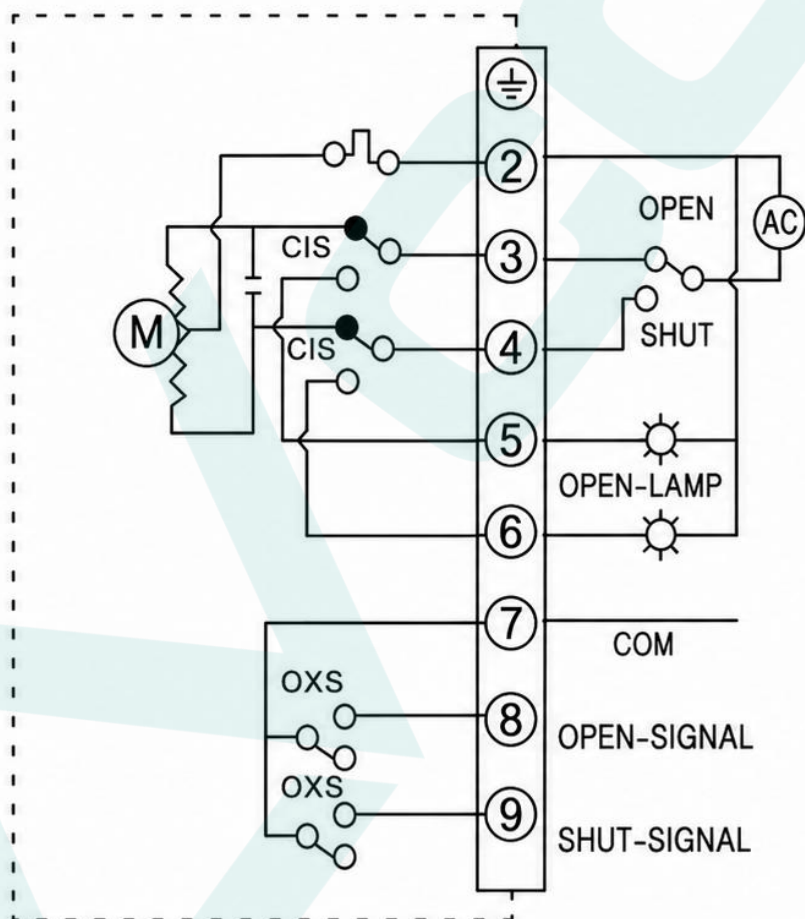 2
OPEN
AC
CIS
3
M
SHUT
CIS
4
5
OPEN-LAMP
6
7
COM
OXS
8
OPEN-SIGNAL
OXS
9
SHUT-SIGNAL